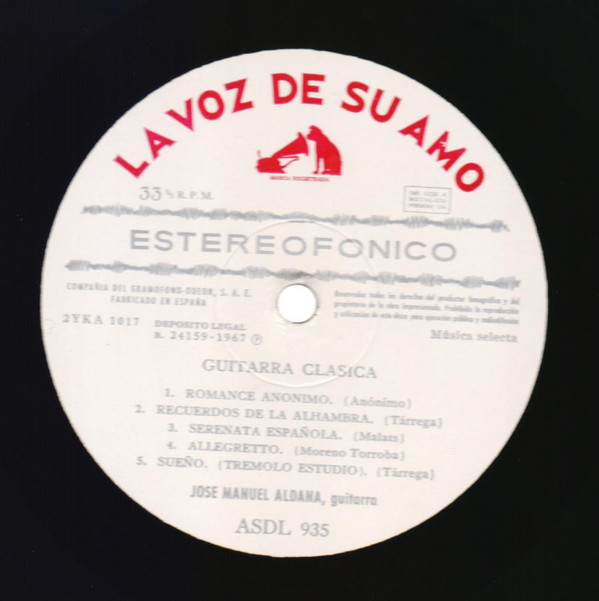 LA VOZ DE SU AMO
MARCA REGISTRADA
33⅓ R.P.M.
ESTEREOFONICO
COMPAÑIA DEL GRAMOFONO-ODEON, S. A. E.
FABRICADO EN ESPAÑA
Reservados todos los derechos del productor fonográfico y del
propietario de la obra impresionada. Prohibida la reproducción
y utilización de este disco para ejecución pública y radiodifusión
2YKA 1017
DEPOSITO LEGAL
B. 24159-1967 Ⓟ
Música selecta
GUITARRA CLASICA
1. ROMANCE ANONIMO. (Anónimo)
2. RECUERDOS DE LA ALHAMBRA. (Tárrega)
3. SERENATA ESPAÑOLA. (Malats)
4. ALLEGRETTO. (Moreno Torroba)
5. SUEÑO. (TREMOLO ESTUDIO). (Tárrega)
JOSE MANUEL ALDANA, guitarra
ASDL 935